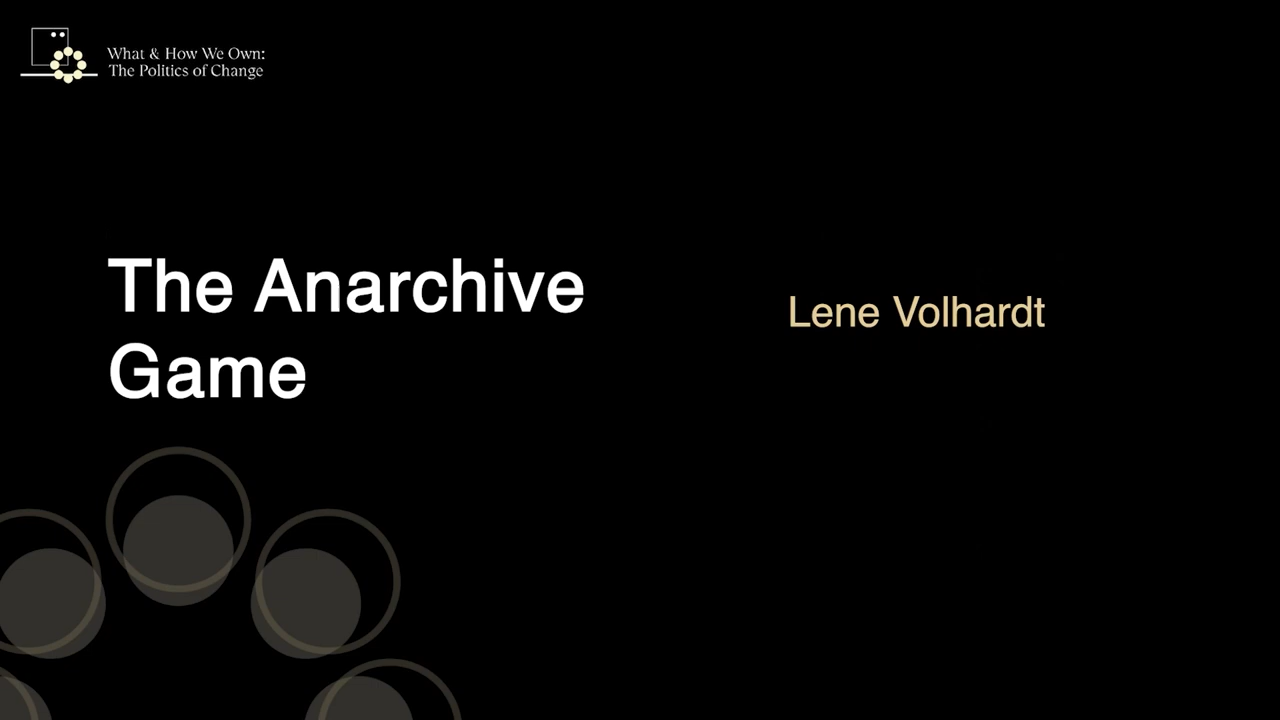 What & How We Own:
The Politics of Change
The Anarchive
Game
Lene Volhardt